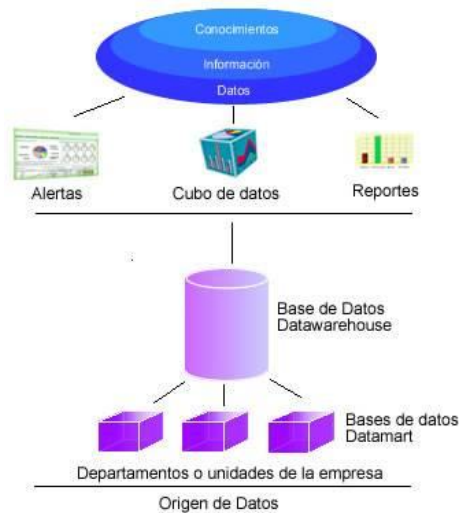 Conocimientos
Información
Datos
Alertas
Cubo de datos
Reportes
Base de Datos
Datawarehouse
Bases de datos
Datamart
Departamentos o unidades de la empresa
Origen de Datos